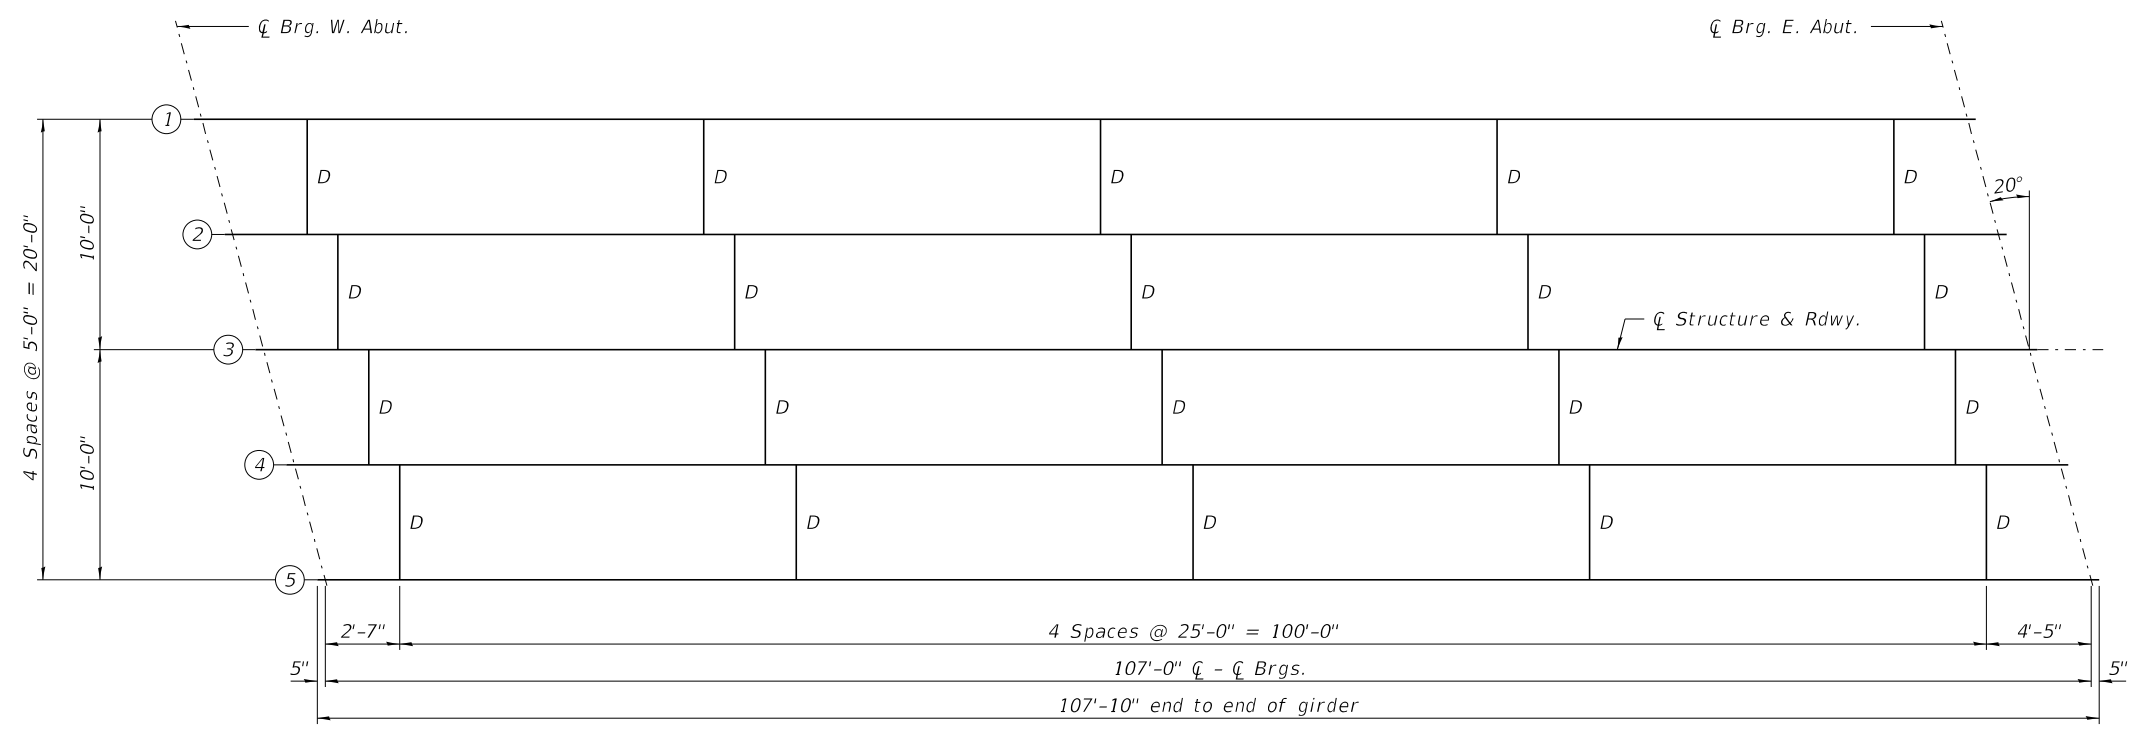 ℄ Brg. W. Abut.
℄ Brg. E. Abut.
1
D D D D D
20°
10'-0"
4 Spaces @ 5'-0" = 20'-0"
2
D D D D D
℄ Structure & Rdwy.
3
D D D D D
10'-0"
4
D D D D D
5
2'-7"
4 Spaces @ 25'-0" = 100'-0"
4'-5"
5"
107'-0" ℄ - ℄ Brgs.
5"
107'-10" end to end of girder